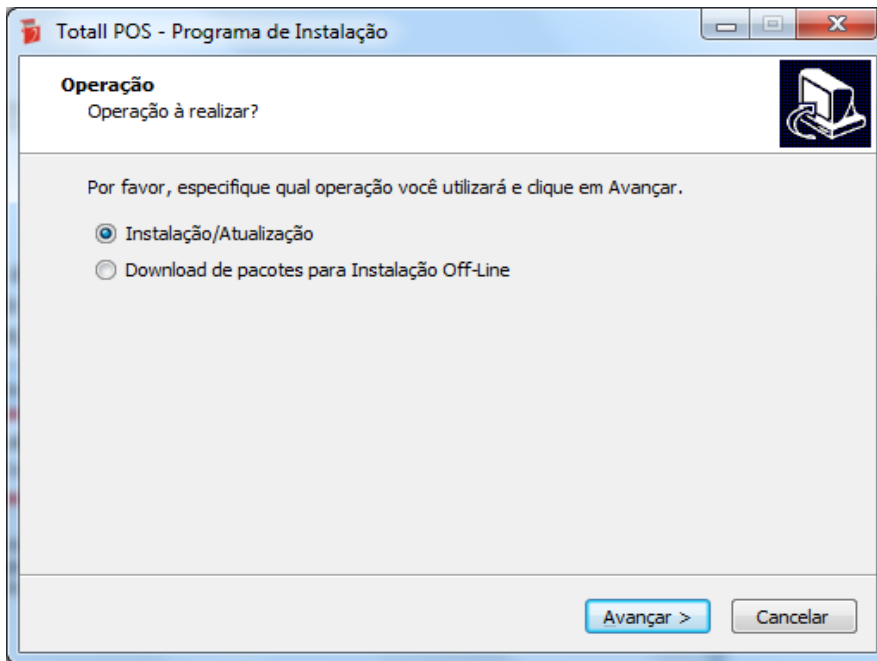 Totall POS - Programa de Instalação
Operação
Operação à realizar?
Por favor, especifique qual operação você utilizará e clique em Avançar.
Instalação/Atualização
Download de pacotes para Instalação Off-Line
Avançar >
Cancelar